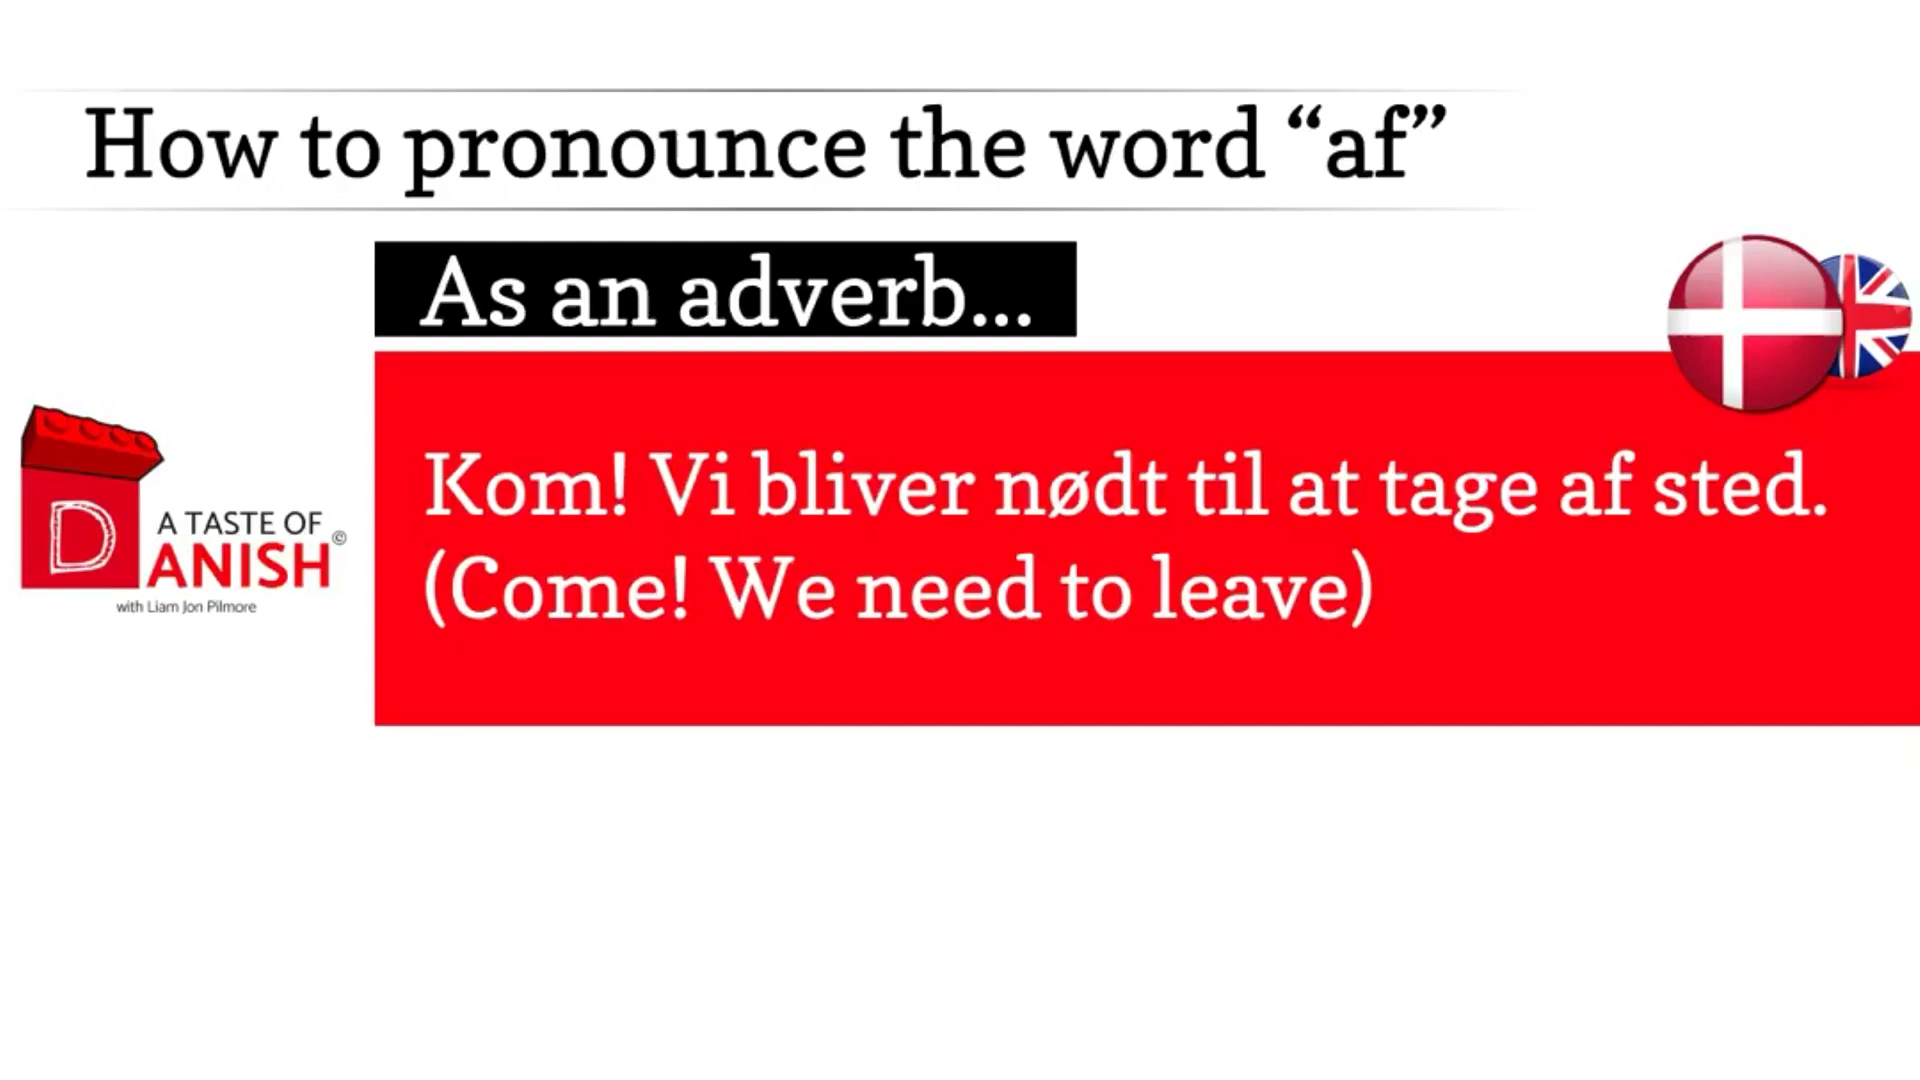 How to pronounce the word “af”
As an adverb...
Kom! Vi bliver nødt til at tage af sted.
(Come! We need to leave)
A TASTE OF
DANISH©
with Liam Jon Pilmore